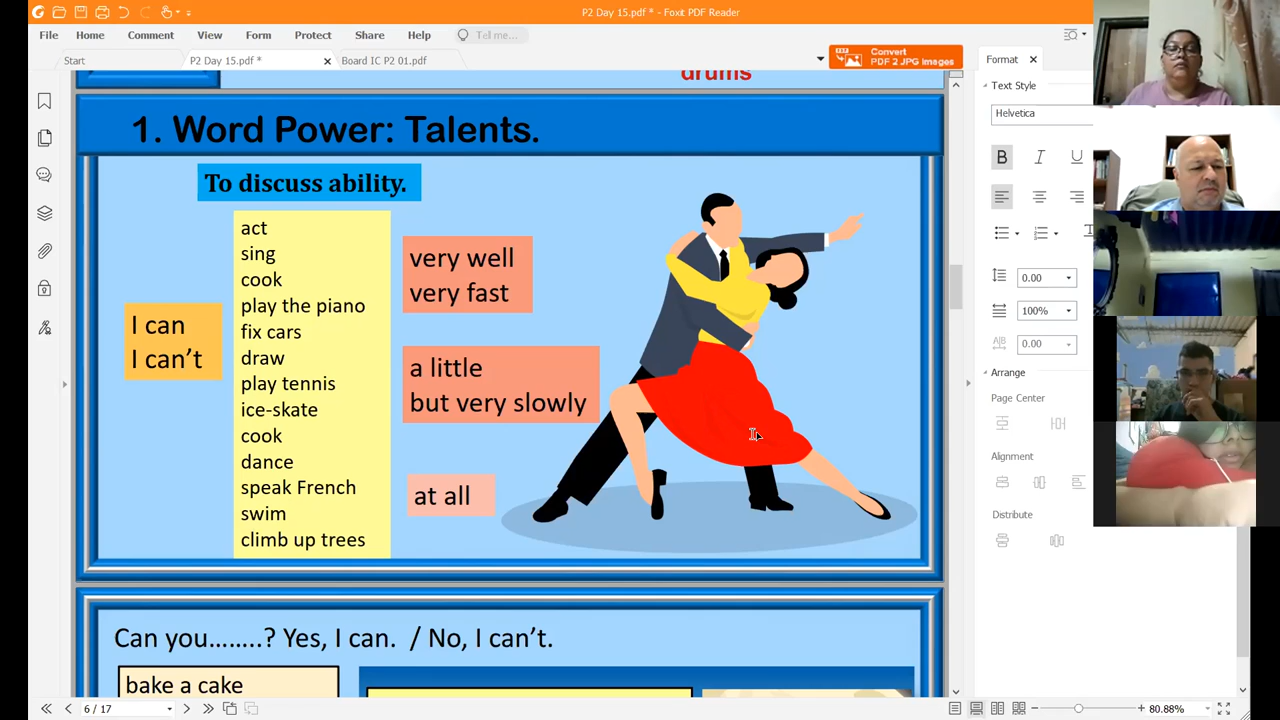 P2 Day 15.pdf * - Foxit PDF Reader
File Home Comment View Form Protect Share Help Tell me...
Start P2 Day 15.pdf * Board IC P2 01.pdf
Convert
PDF 2 JPG Images
drums
1. Word Power: Talents.
To discuss ability.
I can
I can't
act
sing
cook
play the piano
fix cars
draw
play tennis
ice-skate
cook
dance
speak French
swim
climb up trees
very well
very fast
a little
but very slowly
at all
Can you........? Yes, I can. / No, I can't.
bake a cake
Format
Text Style
Helvetica
B I U
0.00
100%
0.00
Arrange
Page Center
Alignment
Distribute
6 / 17
80.88%